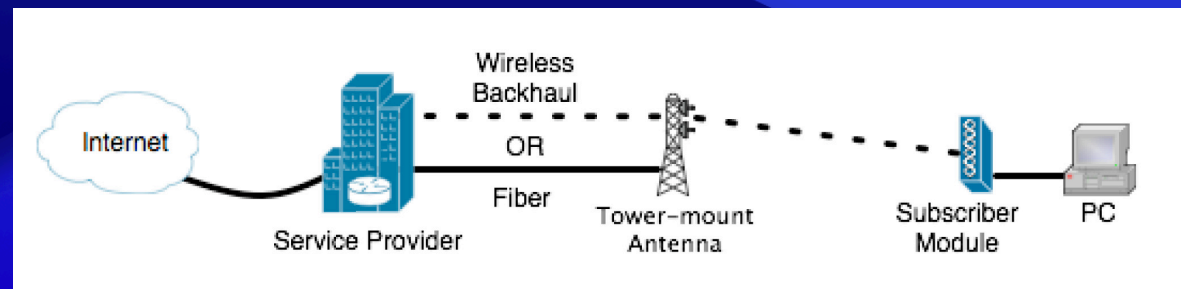 Internet
Service Provider
Wireless
Backhaul
OR
Fiber
Tower-mount
Antenna
Subscriber
Module
PC